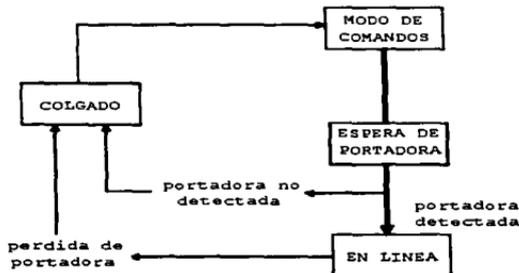 MODO DE
COMANDOS
COLGADO
ESPERA DE
PORTADORA
portadora no
detectada
portadora
detectada
perdida de
portadora
EN LINEA